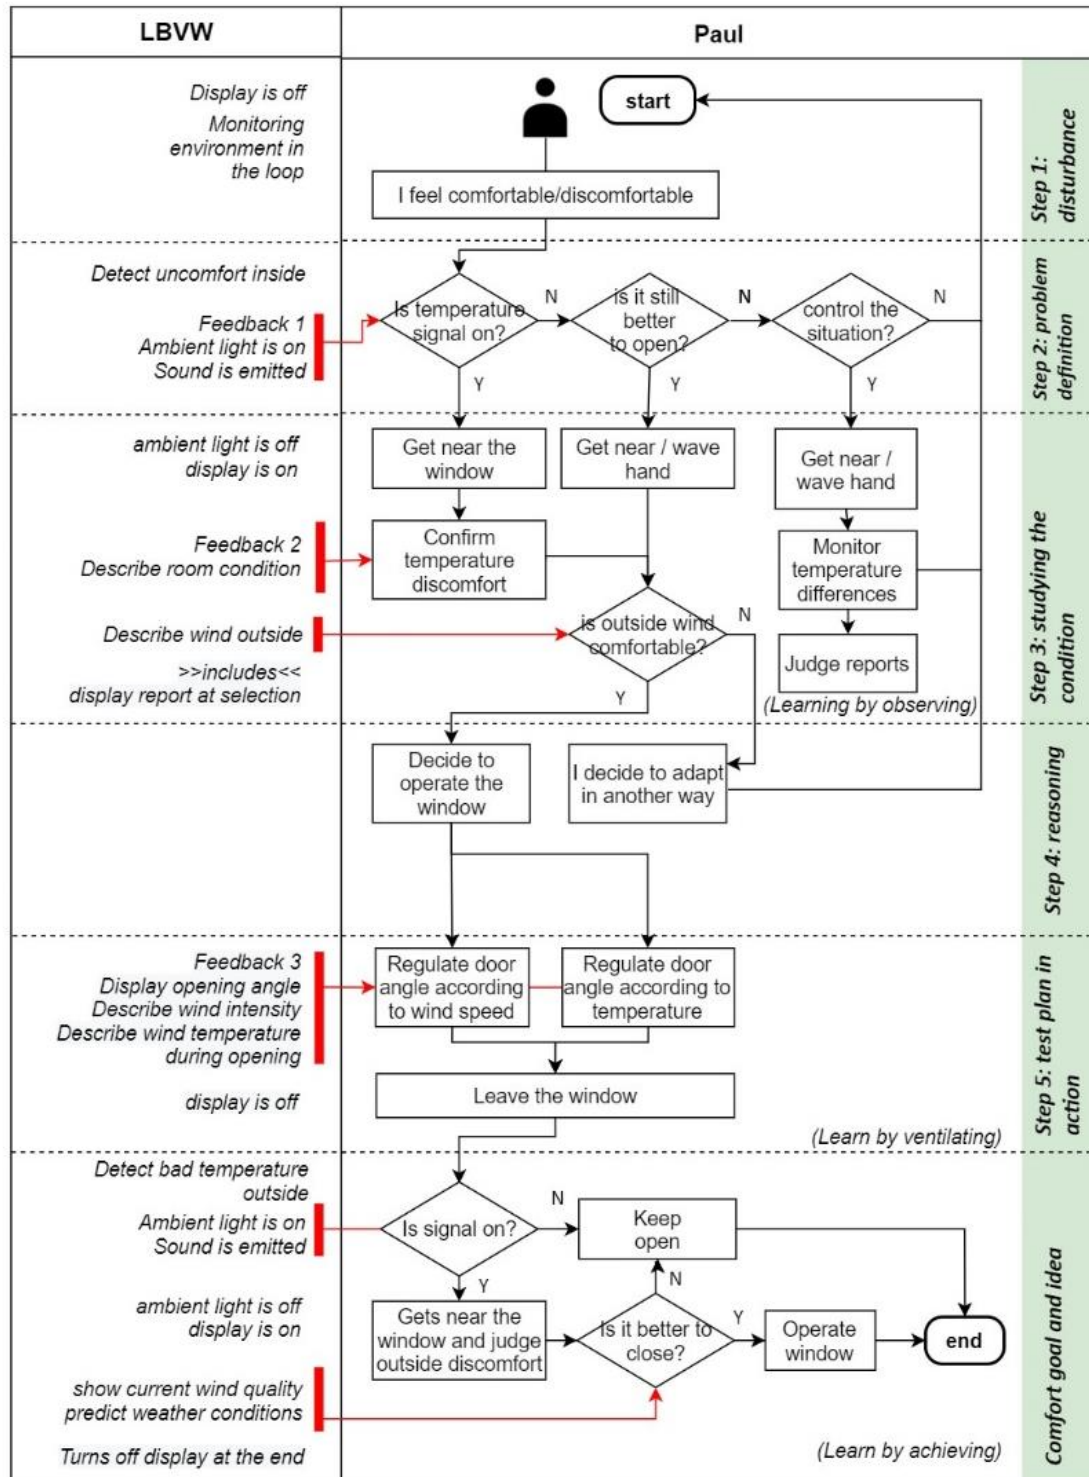 LBVW
Paul
Display is off
Monitoring
environment in
the loop
start
I feel comfortable/discomfortable
Step 1:
disturbance
Detect uncomfort inside
Feedback 1
Ambient light is on
Sound is emitted
Is temperature
signal on?
N
Y
is it still
better
to open?
N
Y
control the
situation?
N
Y
Step 2: problem
definition
ambient light is off
display is on
Feedback 2
Describe room condition
Describe wind outside
>>includes<<
display report at selection
Get near the
window
Confirm
temperature
discomfort
Get near / wave
hand
is outside wind
comfortable?
N
Y
Get near /
wave hand
Monitor
temperature
differences
Judge reports
(Learning by observing)
Step 3: studying the
condition
Decide to
operate the
window
I decide to adapt
in another way
Step 4: reasoning
Feedback 3
Display opening angle
Describe wind intensity
Describe wind temperature
during opening
display is off
Regulate door
angle according
to wind speed
Regulate door
angle according to
temperature
Leave the window
(Learn by ventilating)
Step 5: test plan in
action
Detect bad temperature
outside
Ambient light is on
Sound is emitted
ambient light is off
display is on
show current wind quality
predict weather conditions
Turns off display at the end
Is signal on?
N
Y
Keep
open
Gets near the
window and judge
outside discomfort
N
Is it better to
close?
Y
Operate
window
end
(Learn by achieving)
Comfort goal and idea